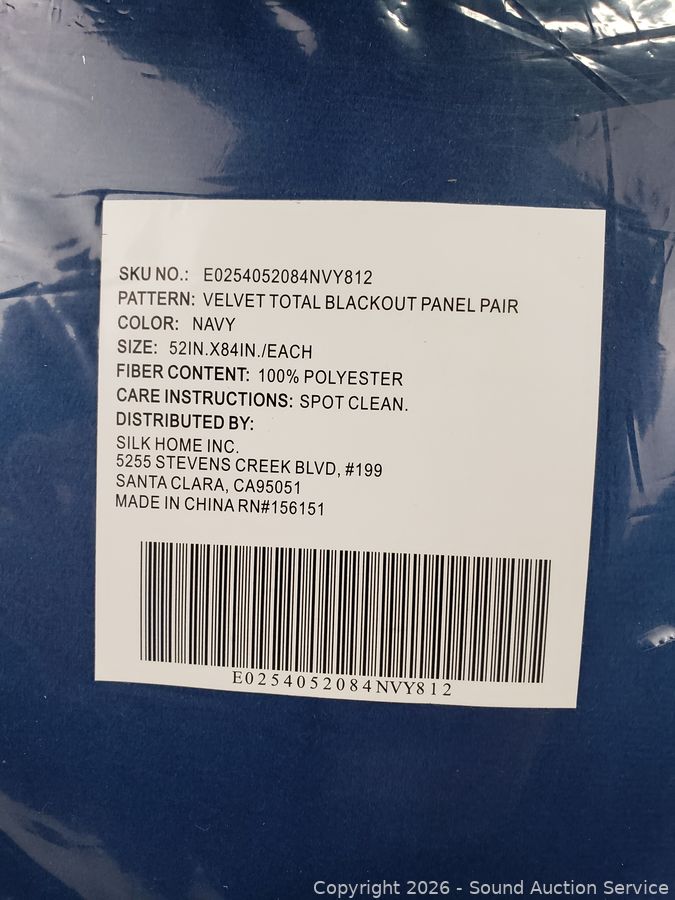 SKU NO.: E0254052084NVY812
PATTERN: VELVET TOTAL BLACKOUT PANEL PAIR
COLOR: NAVY
SIZE: 52IN.X84IN./EACH
FIBER CONTENT: 100% POLYESTER
CARE INSTRUCTIONS: SPOT CLEAN.
DISTRIBUTED BY:
SILK HOME INC.
5255 STEVENS CREEK BLVD, #199
SANTA CLARA, CA95051
MADE IN CHINA RN#156151
E0254052084NVY812
Copyright 2026 - Sound Auction Service